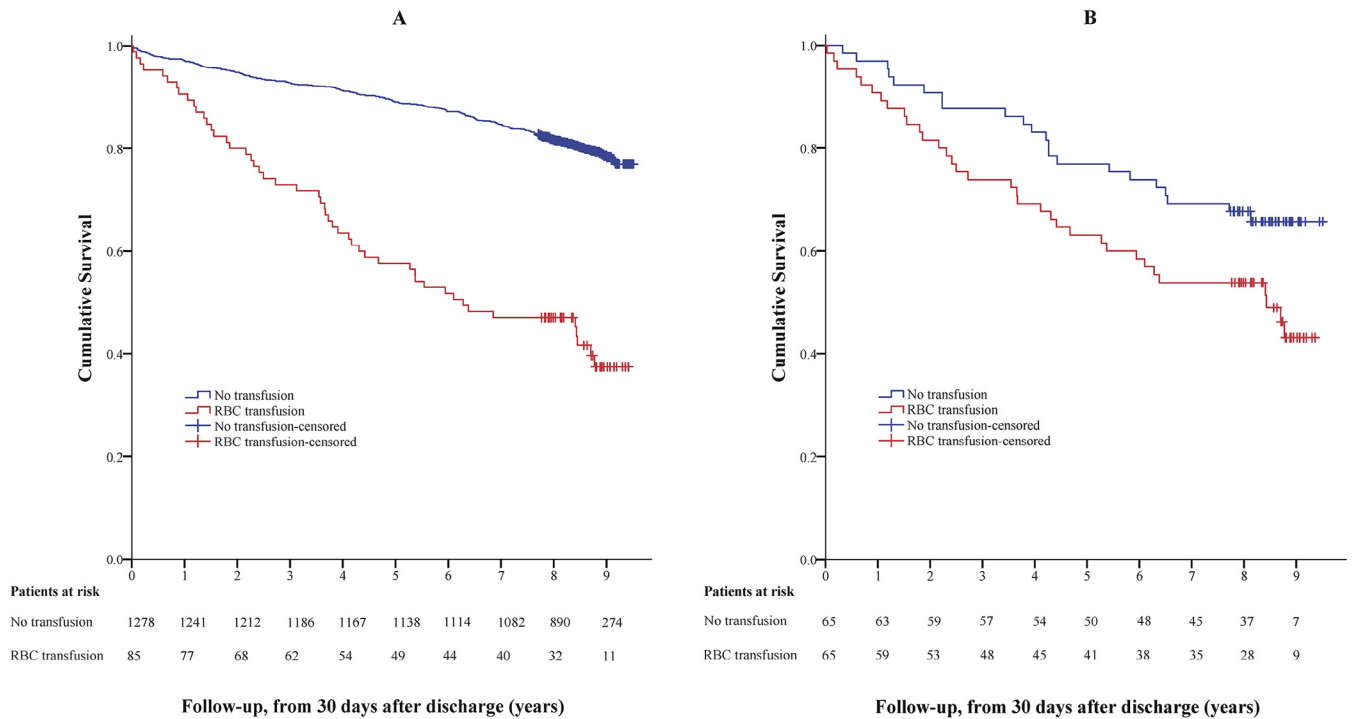 A
Cumulative Survival
1.0
0.8
0.6
0.4
0.2
0.0
No transfusion
RBC transfusion
No transfusion-censored
RBC transfusion-censored
0 1 2 3 4 5 6 7 8 9
Patients at risk
No transfusion 1278 1241 1212 1186 1167 1138 1114 1082 890 274
RBC transfusion 85 77 68 62 54 49 44 40 32 11
Follow-up, from 30 days after discharge (years)
B
Cumulative Survival
1.0
0.8
0.6
0.4
0.2
0.0
No transfusion
RBC transfusion
No transfusion-censored
RBC transfusion-censored
0 1 2 3 4 5 6 7 8 9
Patients at risk
No transfusion 65 63 59 57 54 50 48 45 37 7
RBC transfusion 65 59 53 48 45 41 38 35 28 9
Follow-up, from 30 days after discharge (years)